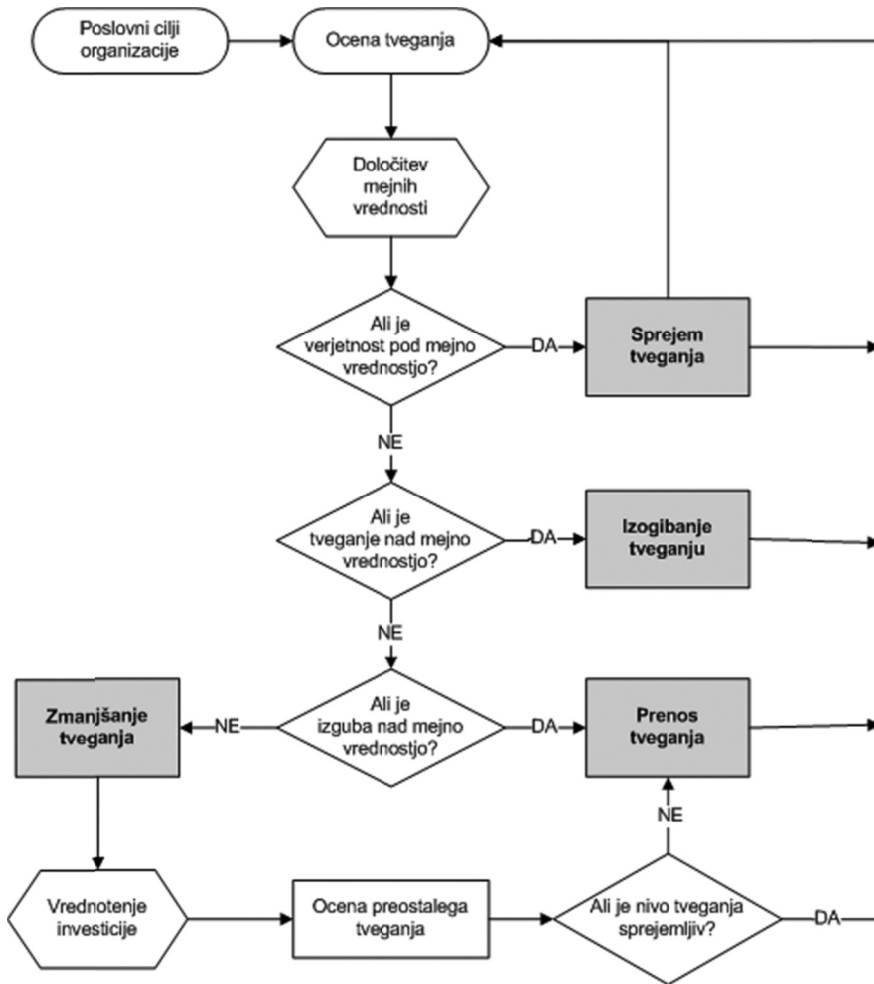 Poslovni cilji
organizacije
Ocena tveganja
Določitev
mejnih
vrednosti
Ali je
verjetnost pod mejno
vrednostjo?
DA
Sprejem
tveganja
NE
Ali je
tveganje nad mejno
vrednostjo?
DA
Izogibanje
tveganju
NE
Zmanjšanje
tveganja
NE
Ali je
izguba nad mejno
vrednostjo?
DA
Prenos
tveganja
NE
Vrednotenje
investicije
Ocena preostalega
tveganja
Ali je nivo tveganja
sprejemljiv?
DA